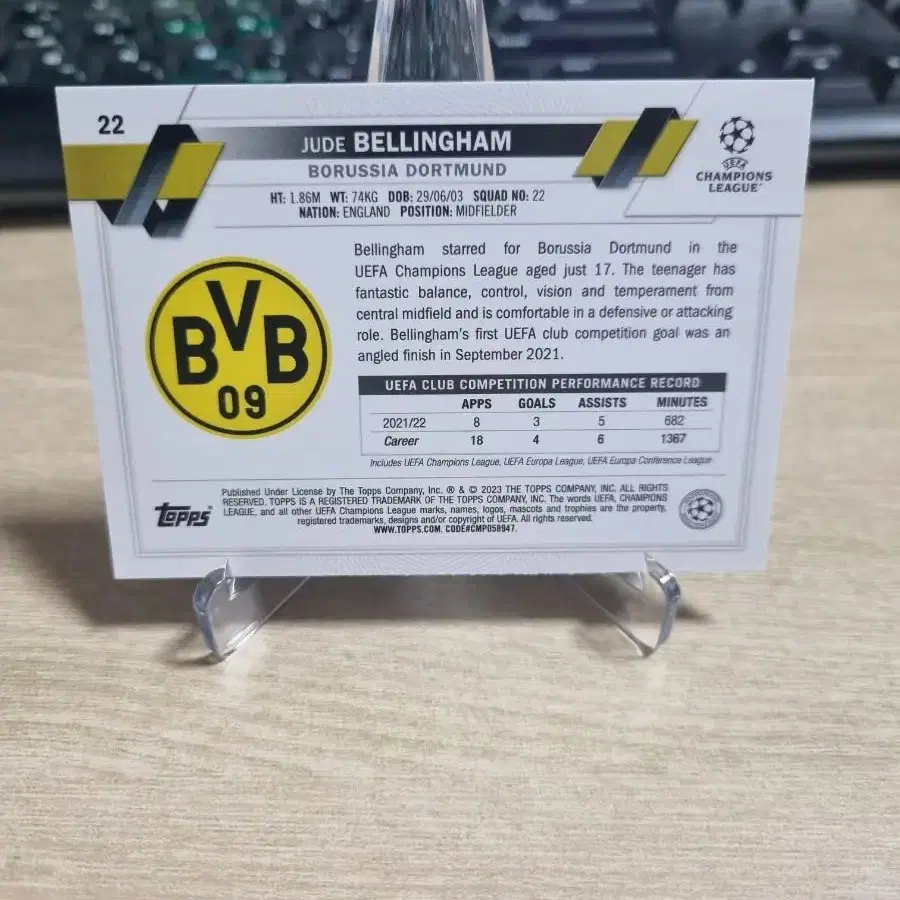 22
JUDE BELLINGHAM
BORUSSIA DORTMUND
HT: 1.86M WT: 74KG DOB: 29/06/03 SQUAD NO: 22
NATION: ENGLAND POSITION: MIDFIELDER
UEFA
CHAMPIONS
LEAGUE
BVB
09
Bellingham starred for Borussia Dortmund in the
UEFA Champions League aged just 17. The teenager has
fantastic balance, control, vision and temperament from
central midfield and is comfortable in a defensive or attacking
role. Bellingham's first UEFA club competition goal was an
angled finish in September 2021.
UEFA CLUB COMPETITION PERFORMANCE RECORD
APPS GOALS ASSISTS MINUTES
2021/22 8 3 5 682
Career 18 4 6 1367
Includes UEFA Champions League, UEFA Europa League, UEFA Europa Conference League
topps
Published Under License by The Topps Company, Inc. ® & © 2023 THE TOPPS COMPANY, INC. ALL RIGHTS
RESERVED. TOPPS IS A REGISTERED TRADEMARK OF THE TOPPS COMPANY, INC. The words UEFA, CHAMPIONS
LEAGUE, and all other UEFA Champions League marks, names, logos, mascots and trophies are the property,
registered trademarks, designs and/or copyright of UEFA. All rights reserved.
WWW.TOPPS.COM. CODE#CMP058947.